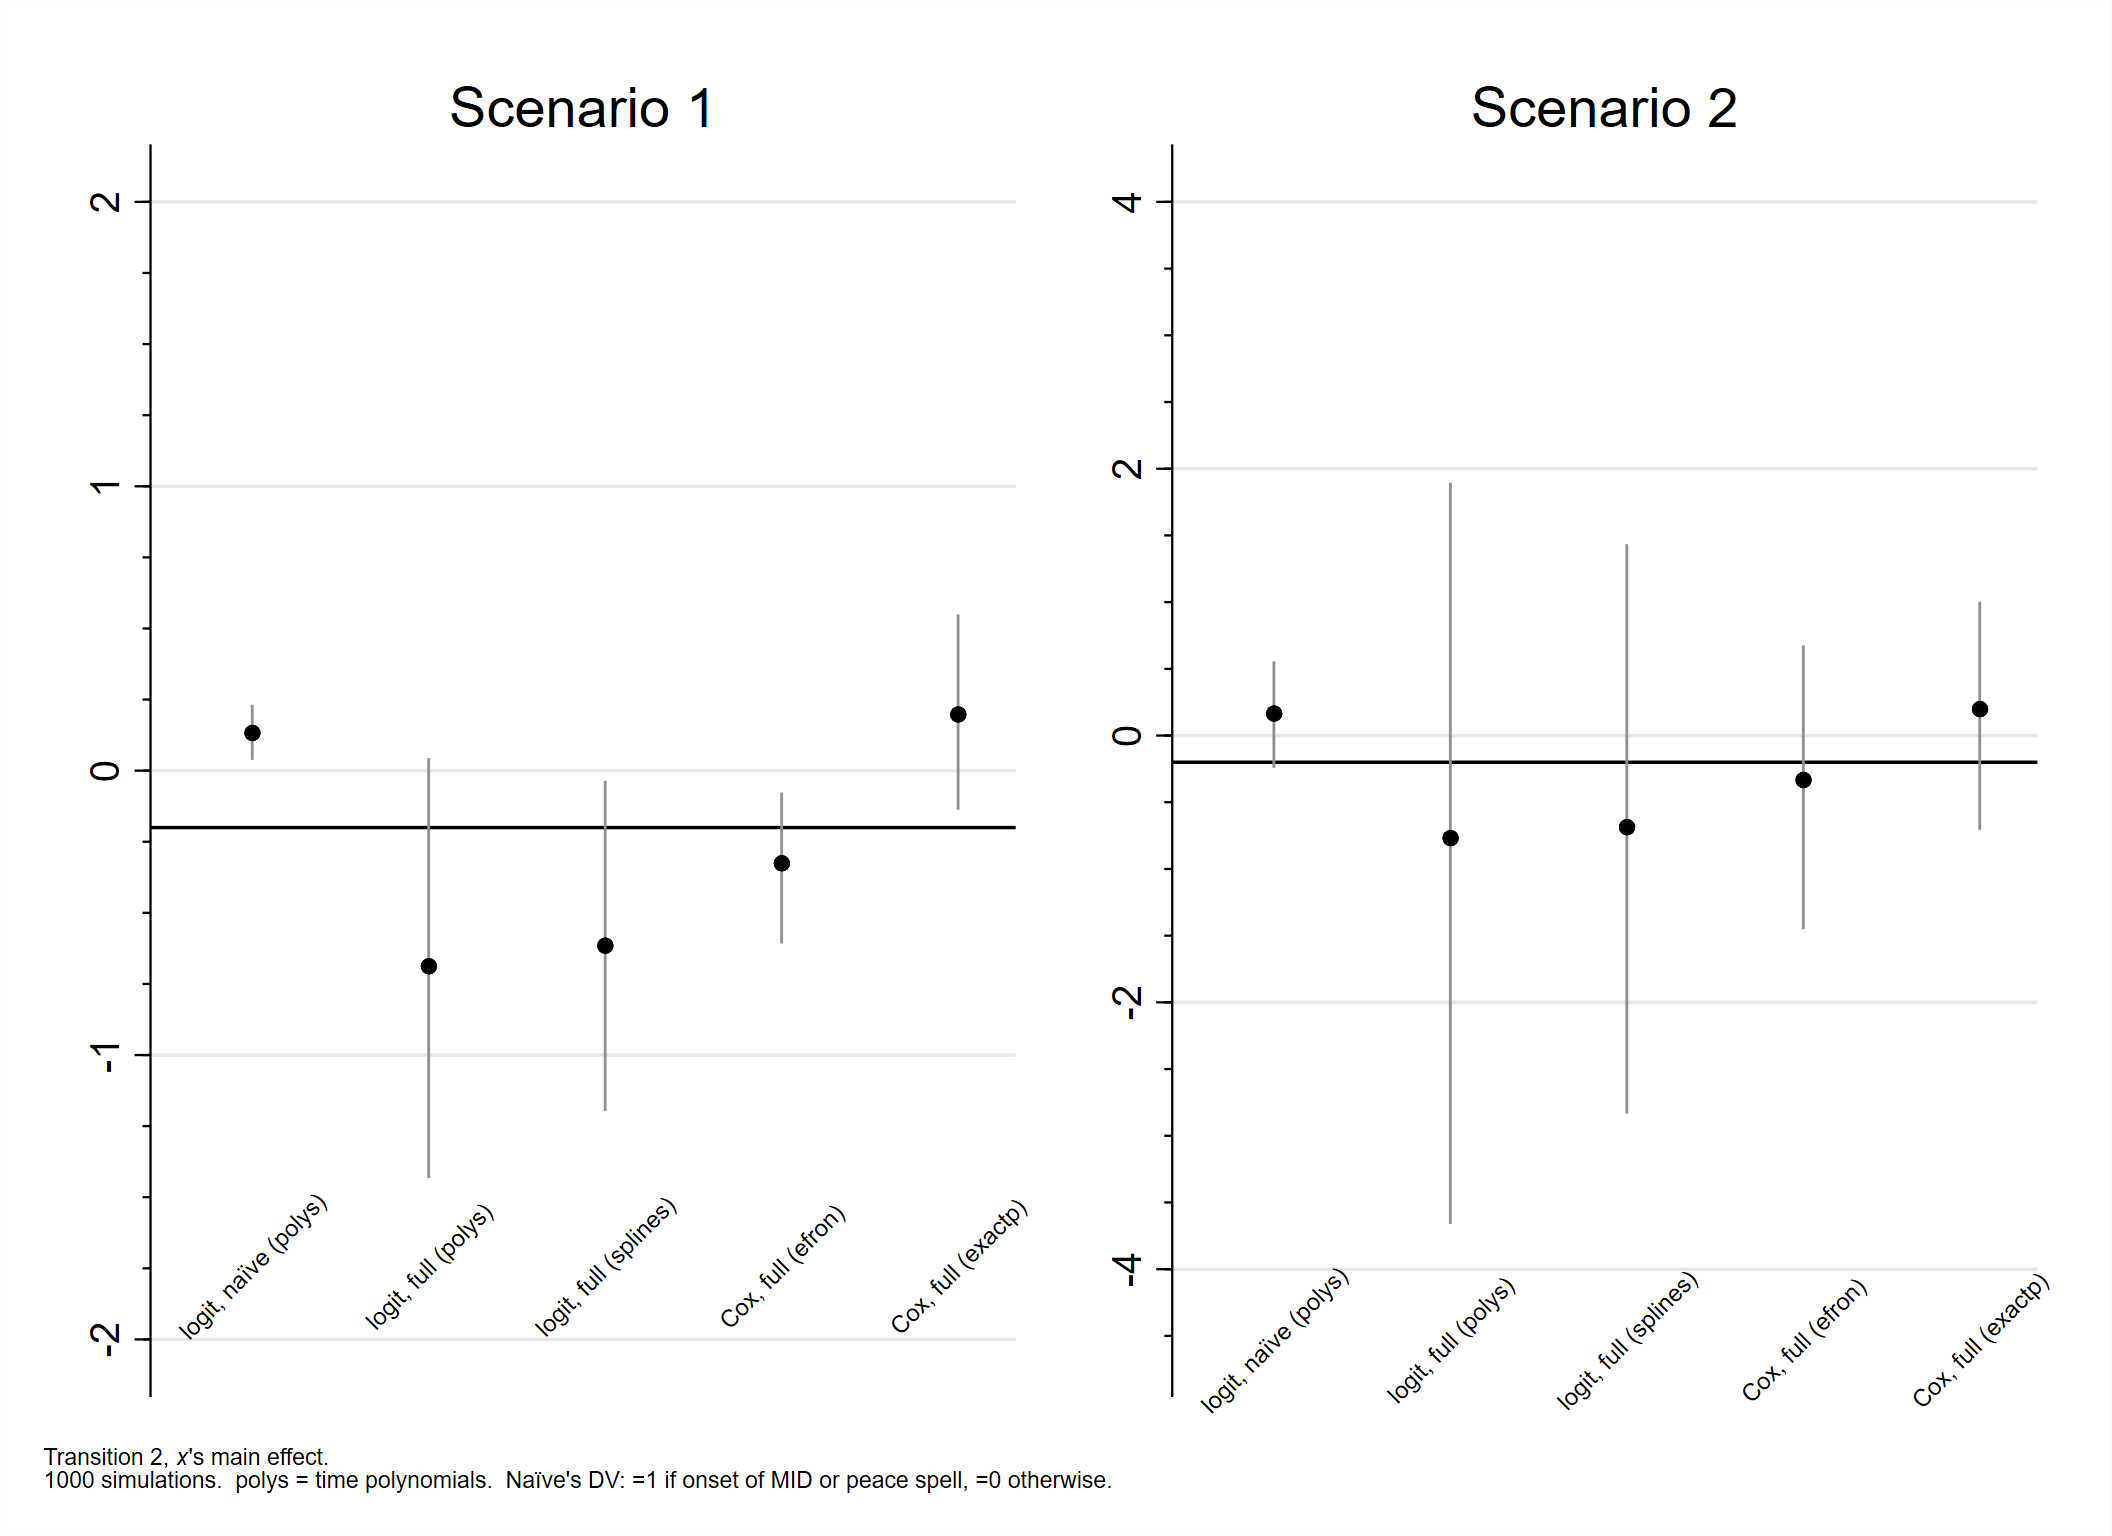 Scenario 1
2
1
0
-1
-2
logit, naïve (polys)
logit, full (polys)
logit, full (splines)
Cox, full (efron)
Cox, full (exactp)
Scenario 2
4
2
0
-2
-4
logit, naïve (polys)
logit, full (polys)
logit, full (splines)
Cox, full (efron)
Cox, full (exactp)
Transition 2, x's main effect.
1000 simulations.  polys = time polynomials.  Naïve's DV: =1 if onset of MID or peace spell, =0 otherwise.